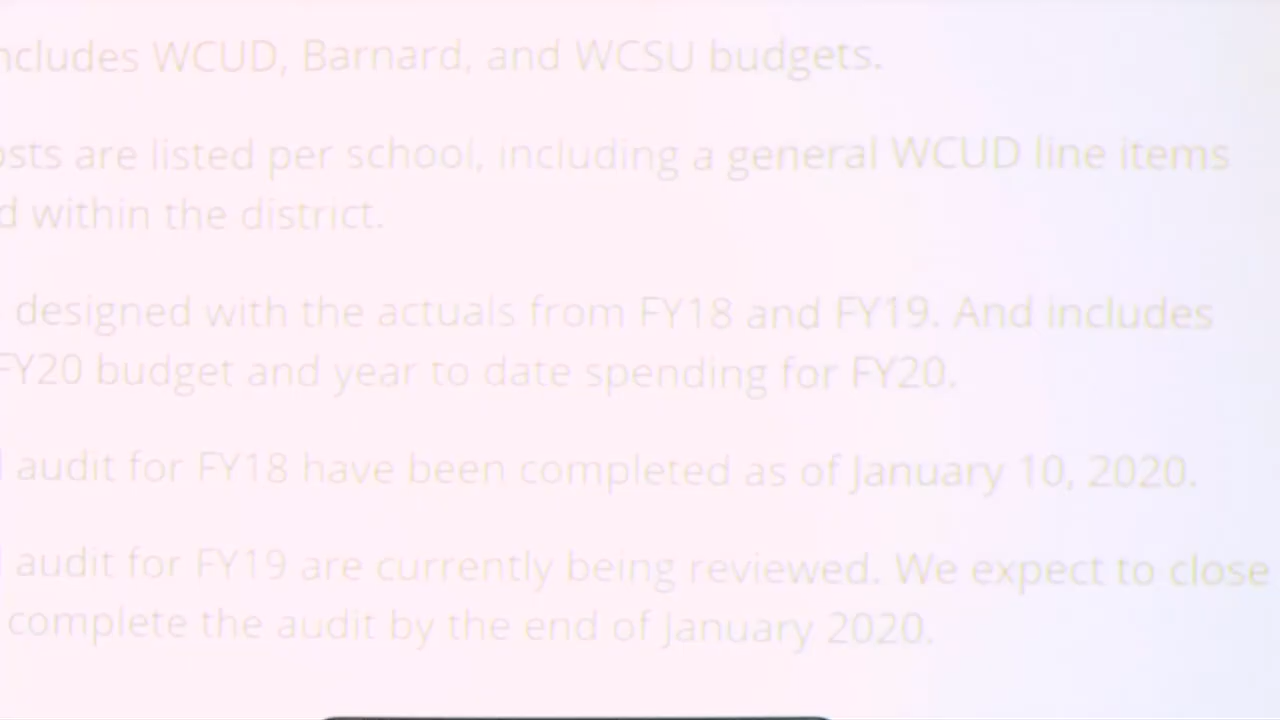 ncludes WCUD, Barnard, and WCSU budgets.
osts are listed per school, including a general WCUD line items
d within the district.
designed with the actuals from FY18 and FY19. And includes
FY20 budget and year to date spending for FY20.
audit for FY18 have been completed as of January 10, 2020.
audit for FY19 are currently being reviewed. We expect to close
complete the audit by the end of January 2020.